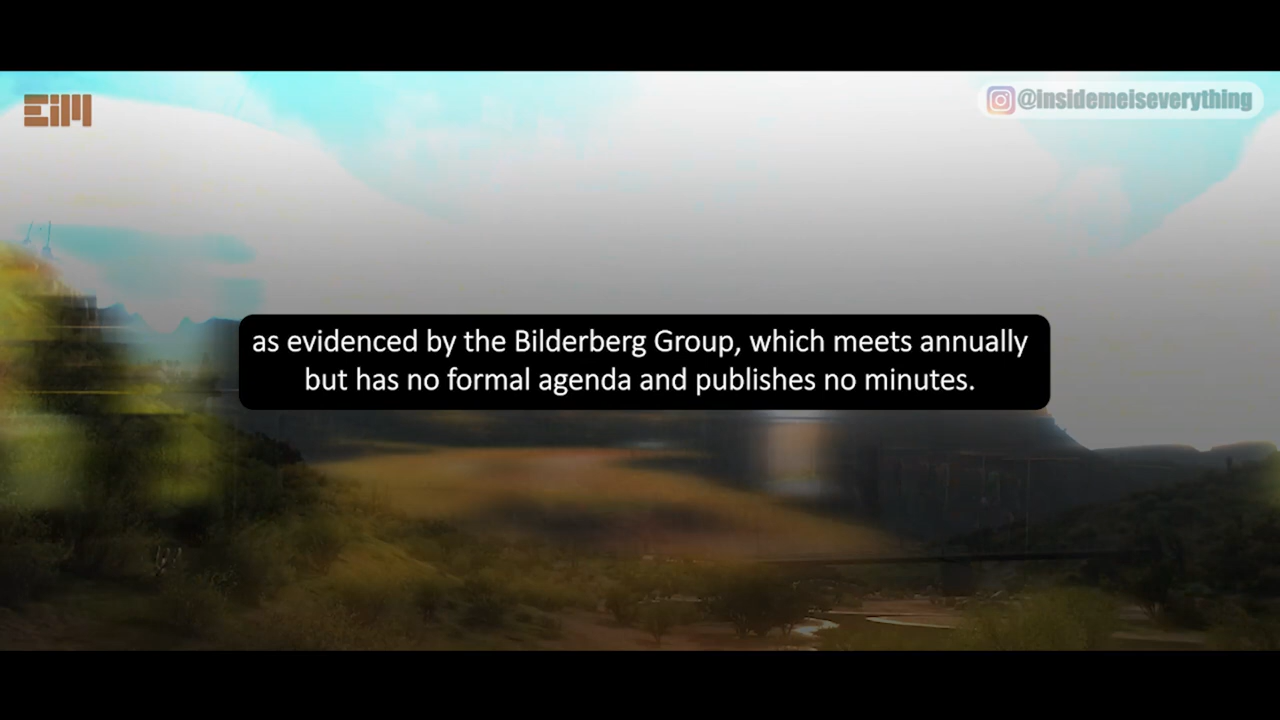 EiM
@Insidemeiseverything
as evidenced by the Bilderberg Group, which meets annually
but has no formal agenda and publishes no minutes.